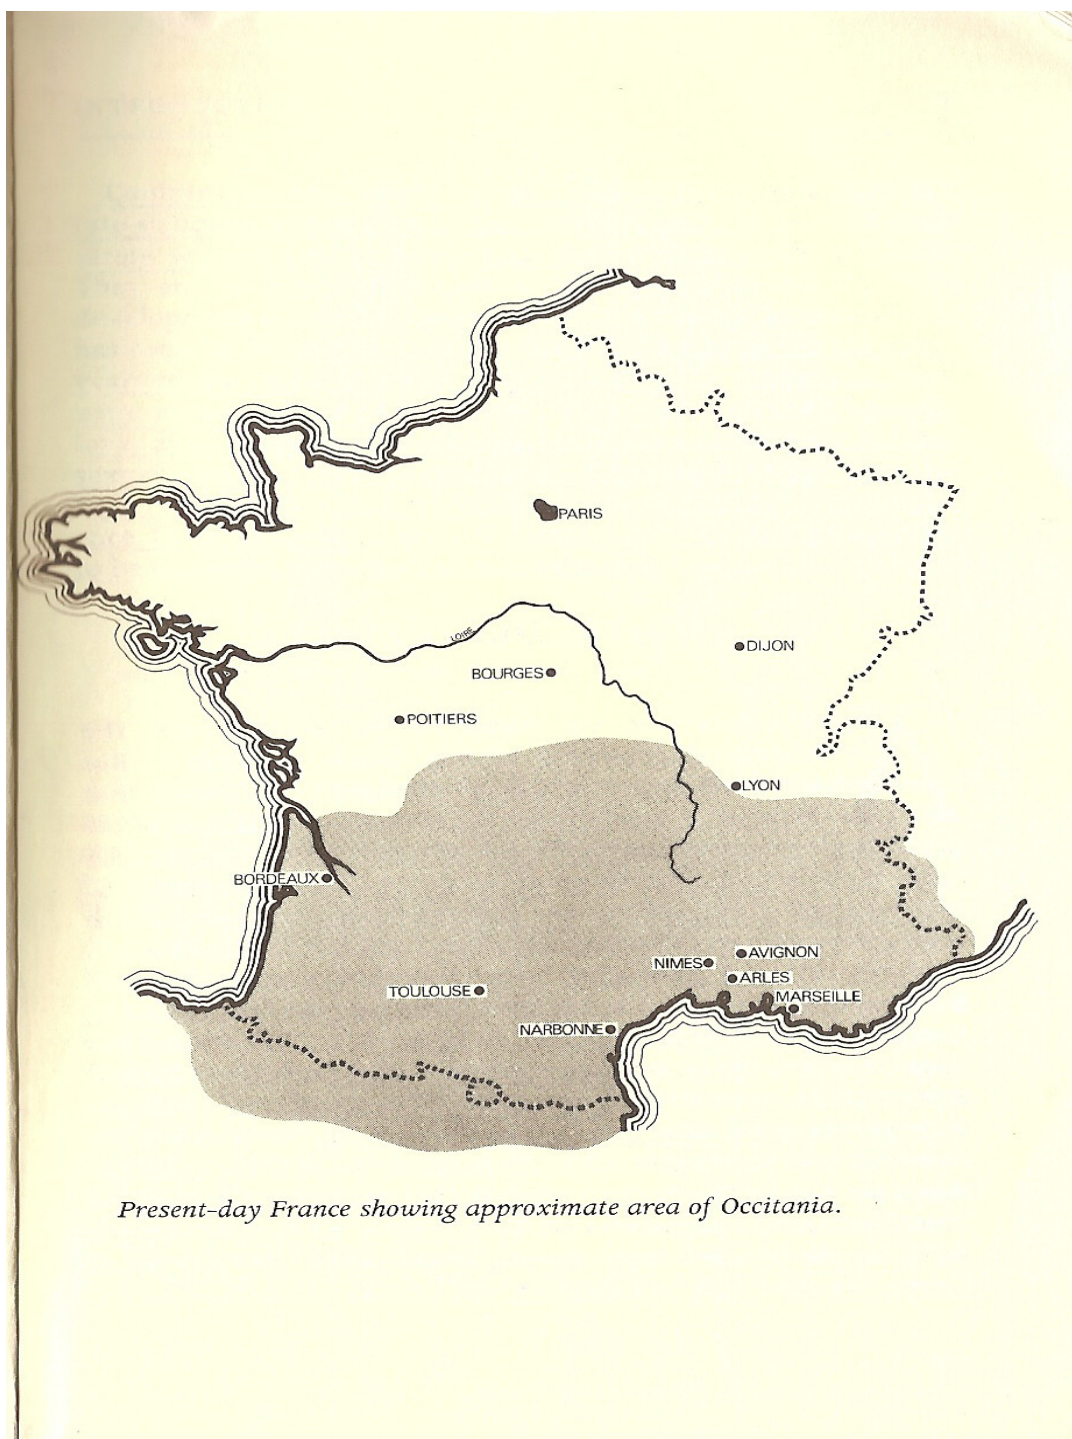 PARIS
LOIRE
DIJON
BOURGES
POITIERS
LYON
BORDEAUX
AVIGNON
NIMES
ARLES
TOULOUSE
MARSEILLE
NARBONNE
Present-day France showing approximate area of Occitania.